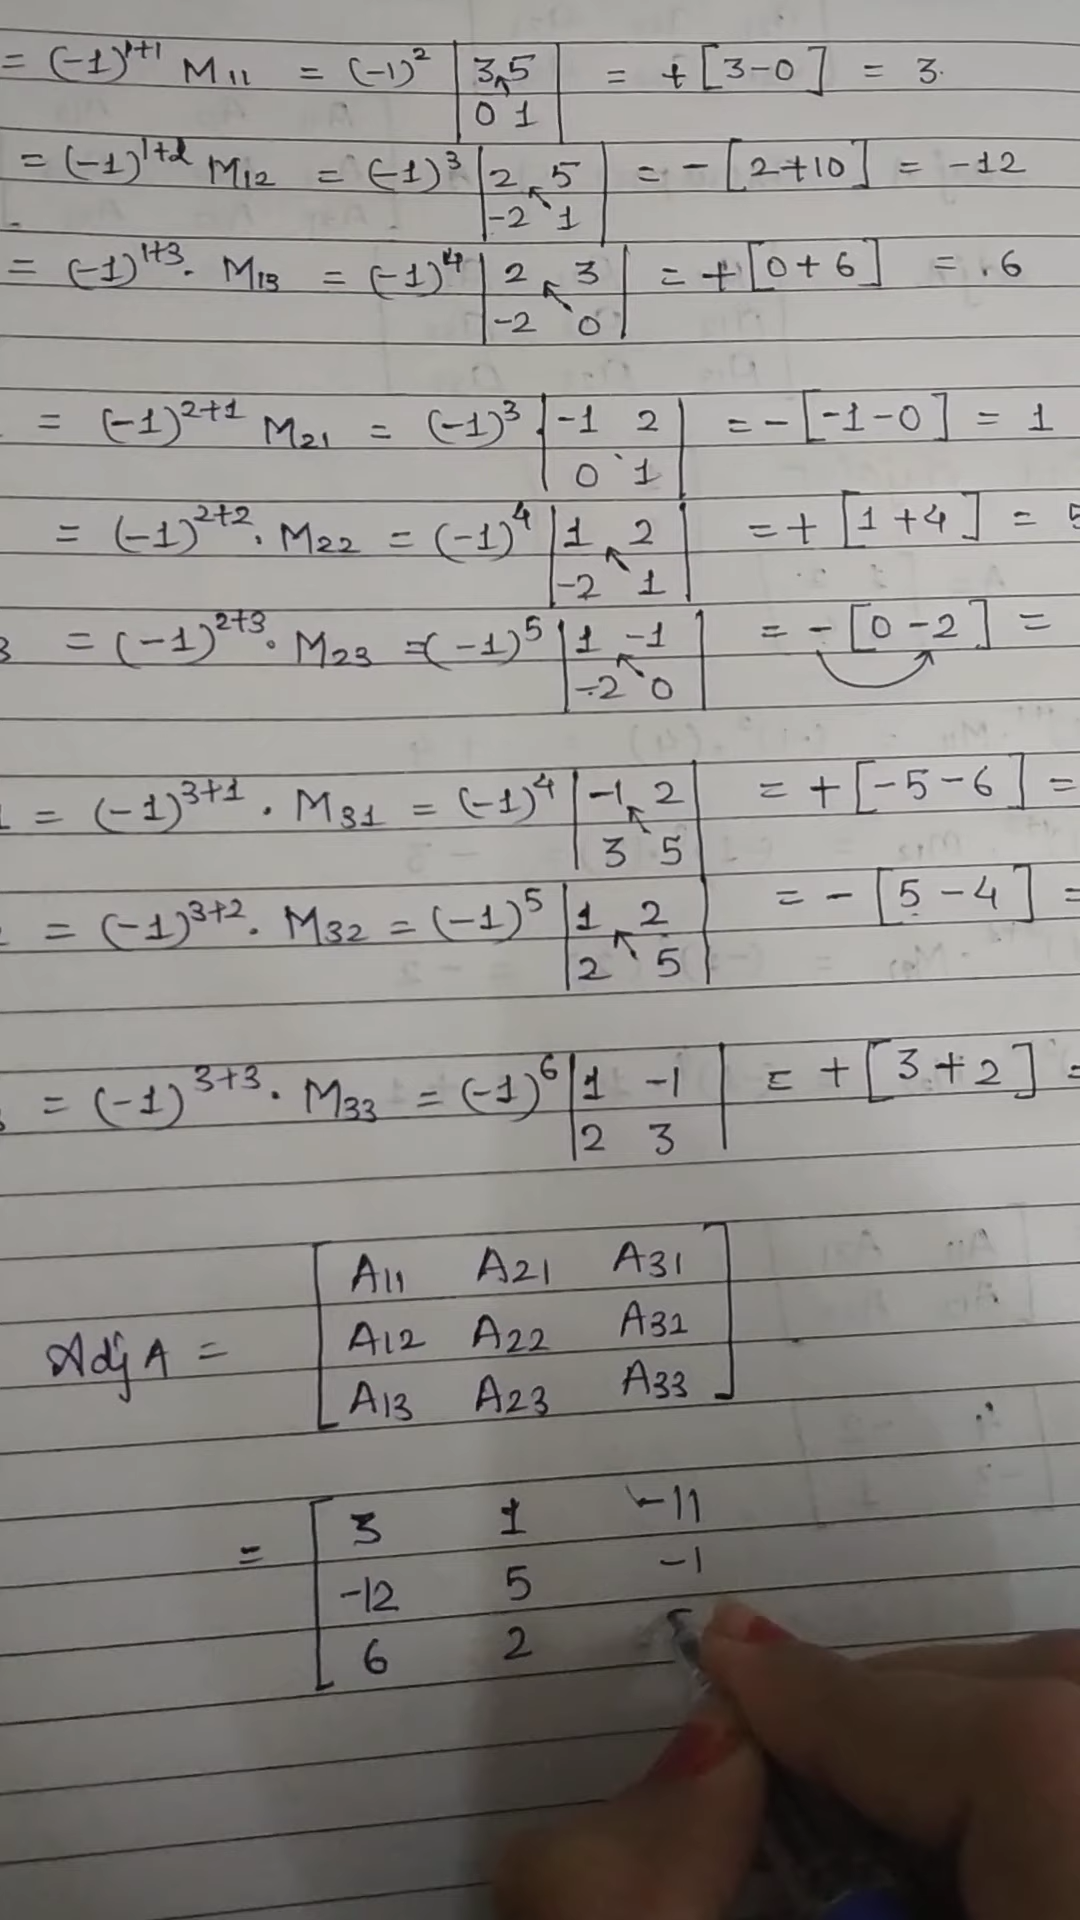 = (-1)¹⁺¹ M₁₁ = (-1)² | 3 5 | = + [3-0] = 3.
| 0 1 |
= (-1)¹⁺² M₁₂ = (-1)³ | 2 5 | = - [2+10] = -12
| -2 1 |
= (-1)¹⁺³. M₁₃ = (-1)⁴ | 2 3 | = + [0+6] = .6
| -2 0 |
= (-1)²⁺¹ M₂₁ = (-1)³. | -1 2 | = - [-1-0] = 1
| 0 1 |
= (-1)²⁺². M₂₂ = (-1)⁴ | 1 2 | = + [1+4] = 5
| -2 1 |
3 = (-1)²⁺³. M₂₃ = (-1)⁵ | 1 -1 | = - [0-2] =
| -2 0 |
1 = (-1)³⁺¹ . M₃₁ = (-1)⁴ | -1 2 | = + [-5-6] =
| 3 5 |
2 = (-1)³⁺². M₃₂ = (-1)⁵ | 1 2 | = - [5-4] =
| 2 5 |
3 = (-1)³⁺³. M₃₃ = (-1)⁶ | 1 -1 | = + [3+2] =
| 2 3 |
[ A₁₁ A₂₁ A₃₁ ]
Adj A = [ A₁₂ A₂₂ A₃₂ ]
[ A₁₃ A₂₃ A₃₃ ]
= [ 3 1 -11
-12 5 -1
6 2 5